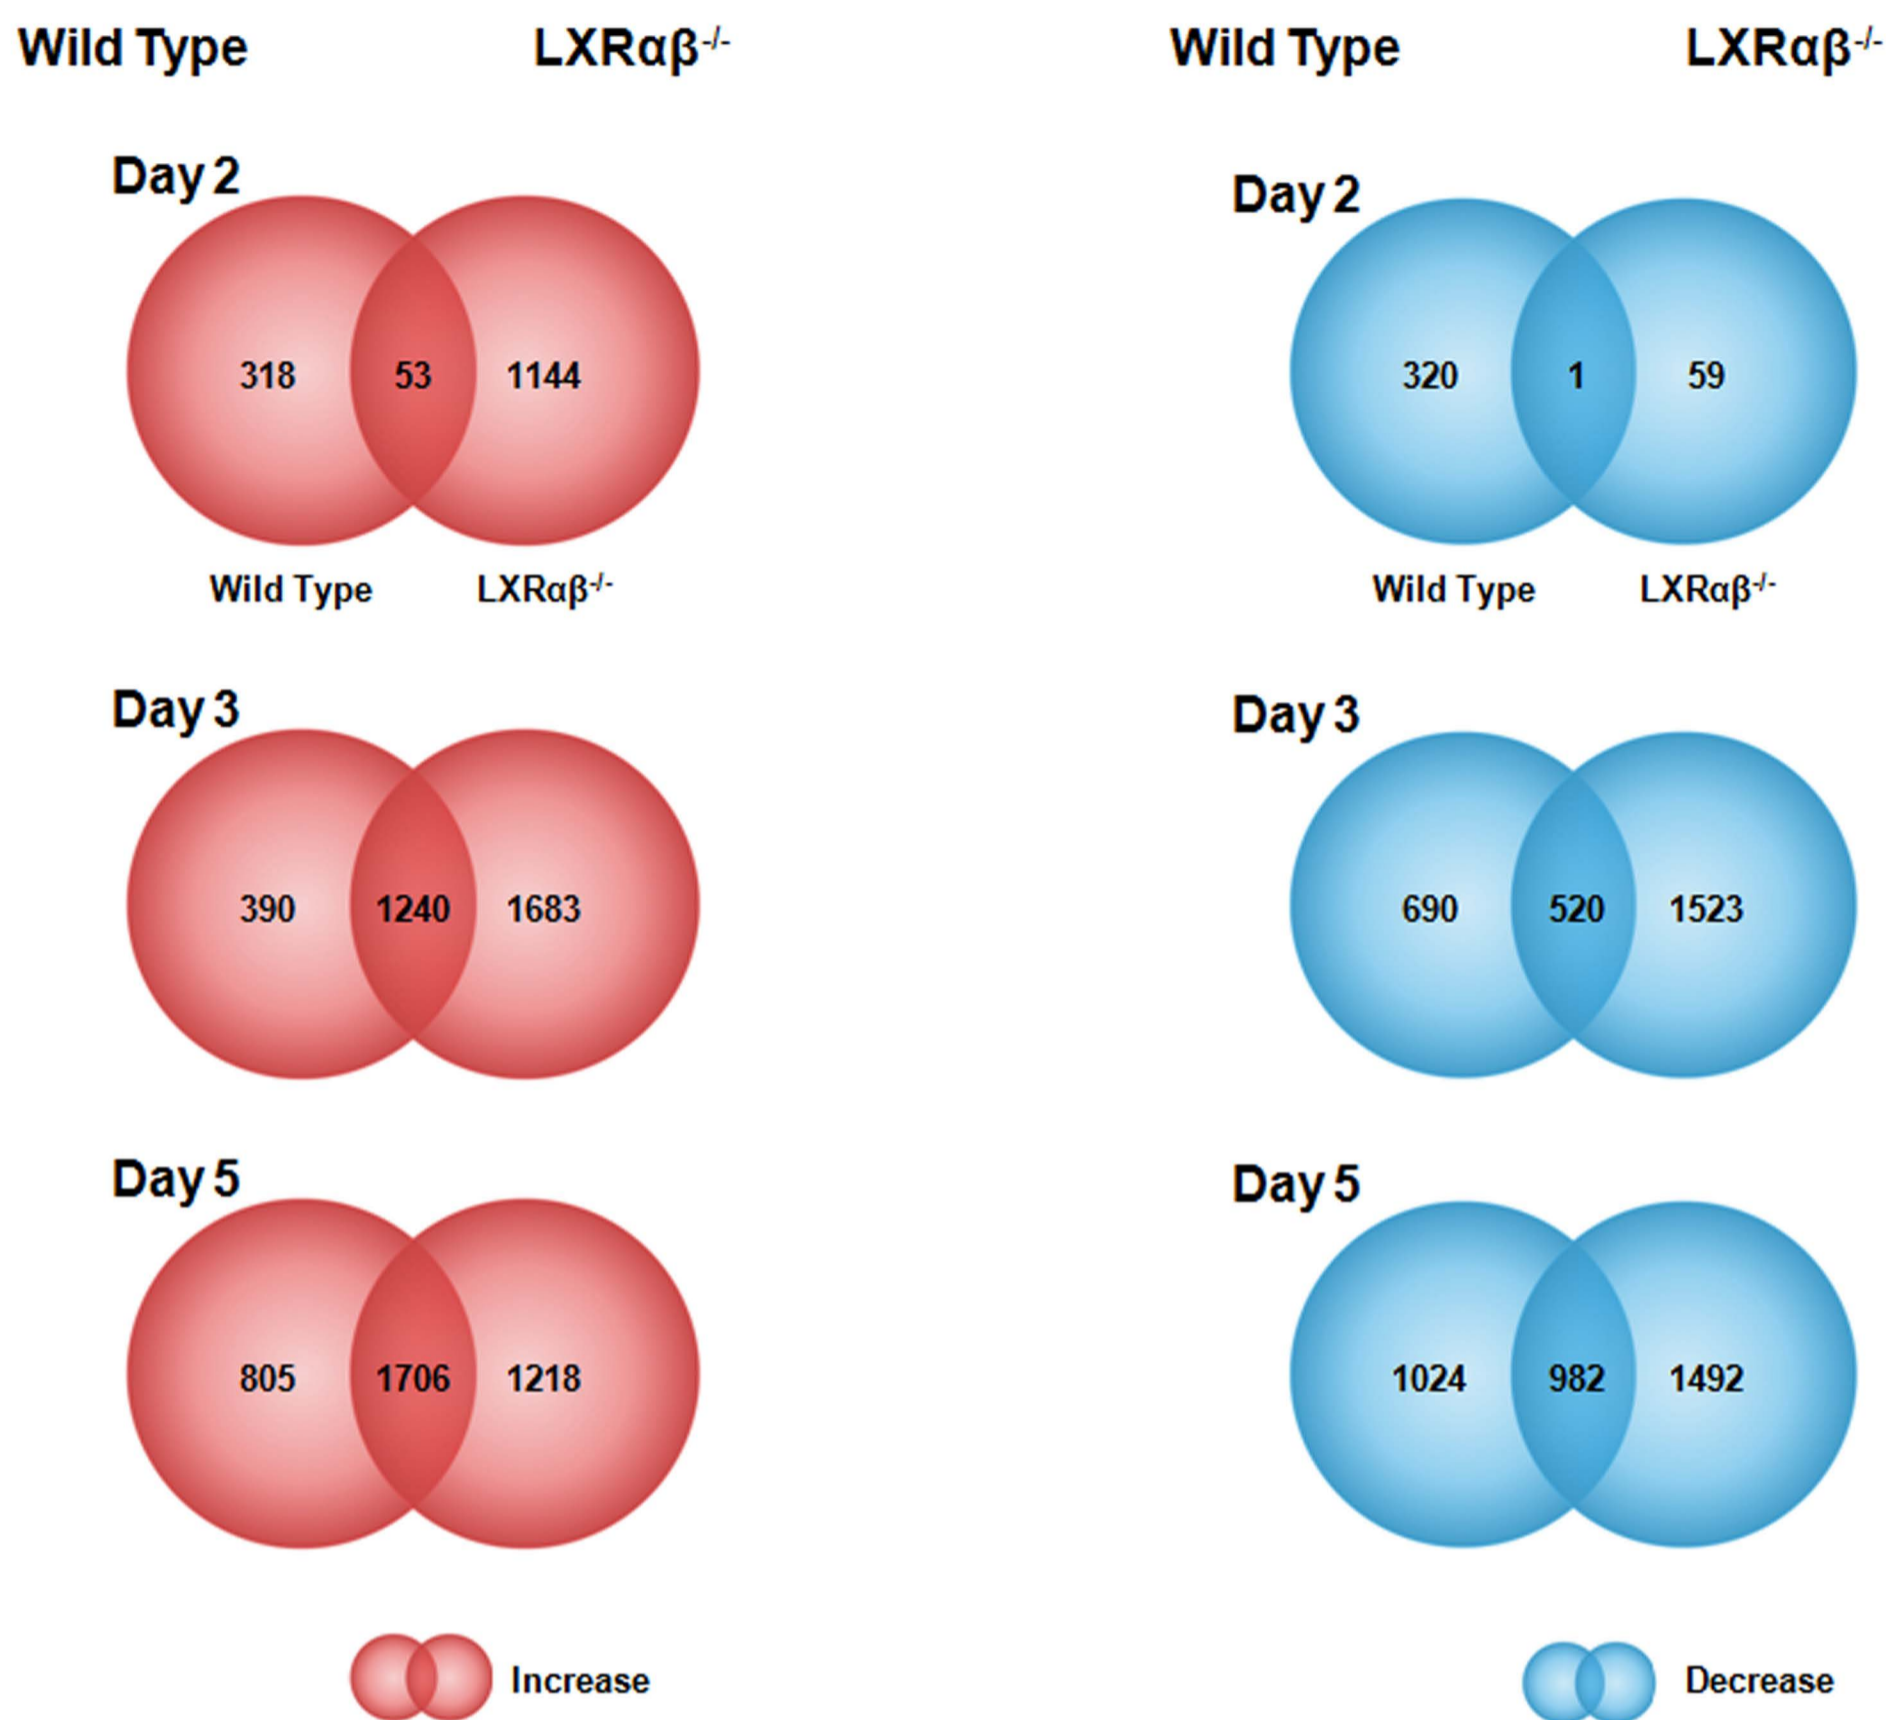 Wild Type LXRαβ-/- Wild Type LXRαβ-/-
Day 2
318 53 1144
Wild Type LXRαβ-/-
Day 2
320 1 59
Wild Type LXRαβ-/-
Day 3
390 1240 1683
Day 3
690 520 1523
Day 5
805 1706 1218
Day 5
1024 982 1492
Increase
Decrease